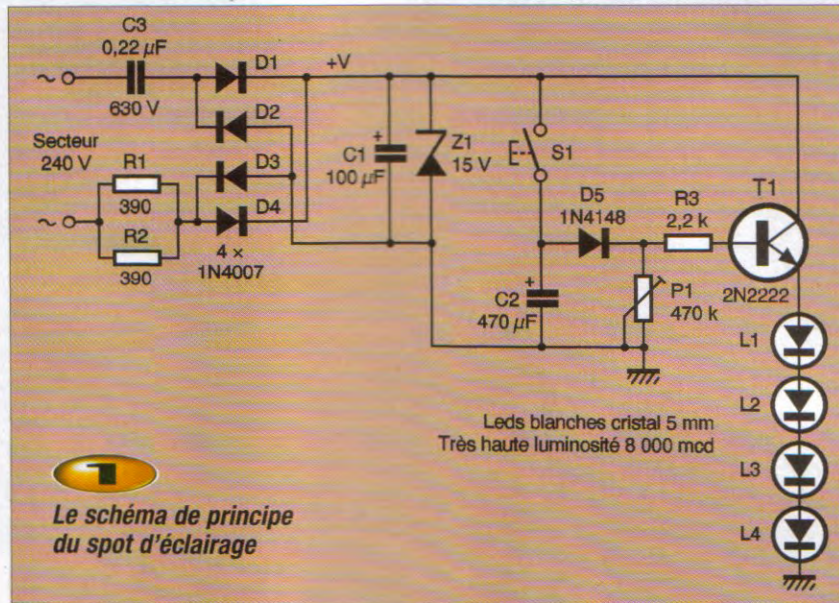 C3
0,22 µF
630 V
~
D1
+V
D2
Secteur
240 V
R1
390
D3
~
D4
R2
390
4 ×
1N4007
+
C1
100 µF
Z1
15 V
S1
D5
1N4148
R3
2,2 k
T1
2N2222
+
C2
470 µF
P1
470 k
L1
L2
L3
L4
Leds blanches cristal 5 mm
Très haute luminosité 8 000 mcd
1
Le schéma de principe
du spot d'éclairage